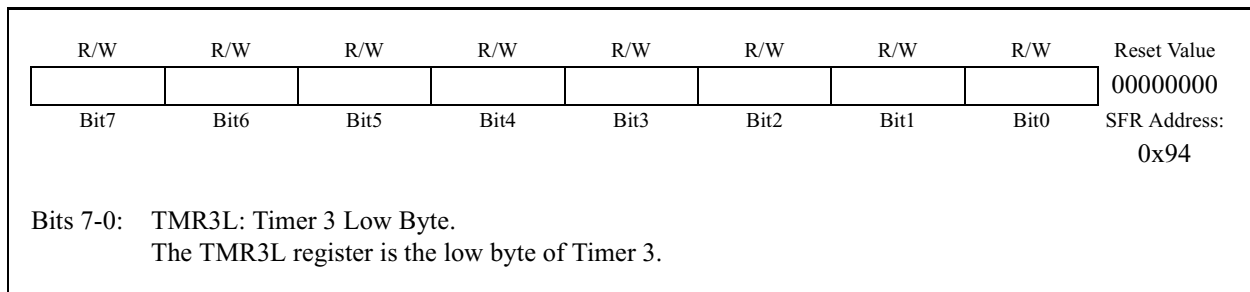 R/W R/W R/W R/W R/W R/W R/W R/W Reset Value
00000000
Bit7 Bit6 Bit5 Bit4 Bit3 Bit2 Bit1 Bit0 SFR Address:
0x94
Bits 7-0: TMR3L: Timer 3 Low Byte.
The TMR3L register is the low byte of Timer 3.